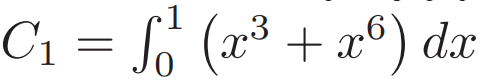 C₁ = ∫₀¹ (x³ + x⁶) dx